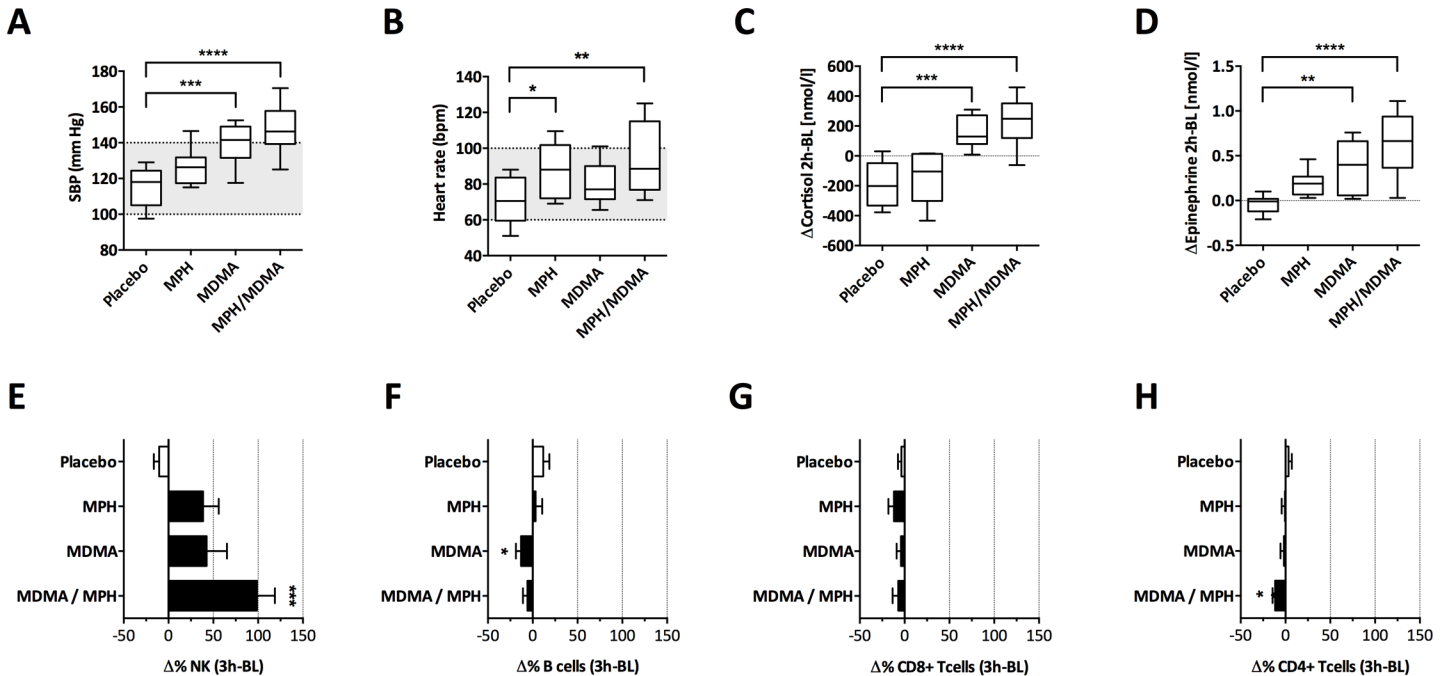 A
SBP (mm Hg)
180
160
140
120
100
80
***
****
Placebo
MPH
MDMA
MPH/MDMA
B
Heart rate (bpm)
140
120
100
80
60
40
*
**
Placebo
MPH
MDMA
MPH/MDMA
C
ΔCortisol 2h-BL [nmol/l]
600
400
200
0
-200
-400
-600
***
****
Placebo
MPH
MDMA
MPH/MDMA
D
ΔEpinephrine 2h-BL [nmol/l]
1.5
1.0
0.5
0.0
-0.5
**
****
Placebo
MPH
MDMA
MPH/MDMA
E
Placebo
MPH
MDMA
MDMA / MPH
***
-50 0 50 100 150
Δ% NK (3h-BL)
F
Placebo
MPH
MDMA
*
MDMA / MPH
-50 0 50 100 150
Δ% B cells (3h-BL)
G
Placebo
MPH
MDMA
MDMA / MPH
-50 0 50 100 150
Δ% CD8+ Tcells (3h-BL)
H
Placebo
MPH
MDMA
MDMA / MPH
*
-50 0 50 100 150
Δ% CD4+ Tcells (3h-BL)